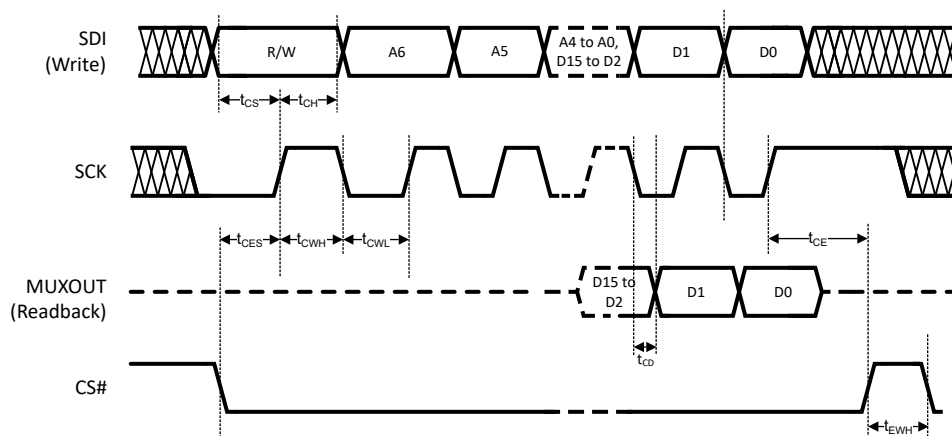 SDI
(Write)
R/W
A6
A5
A4 to A0,
D15 to D2
D1
D0
tCS
tCH
SCK
tCES
tCWH
tCWL
tCE
MUXOUT
(Readback)
D15 to
D2
D1
D0
tCD
CS#
tEWH